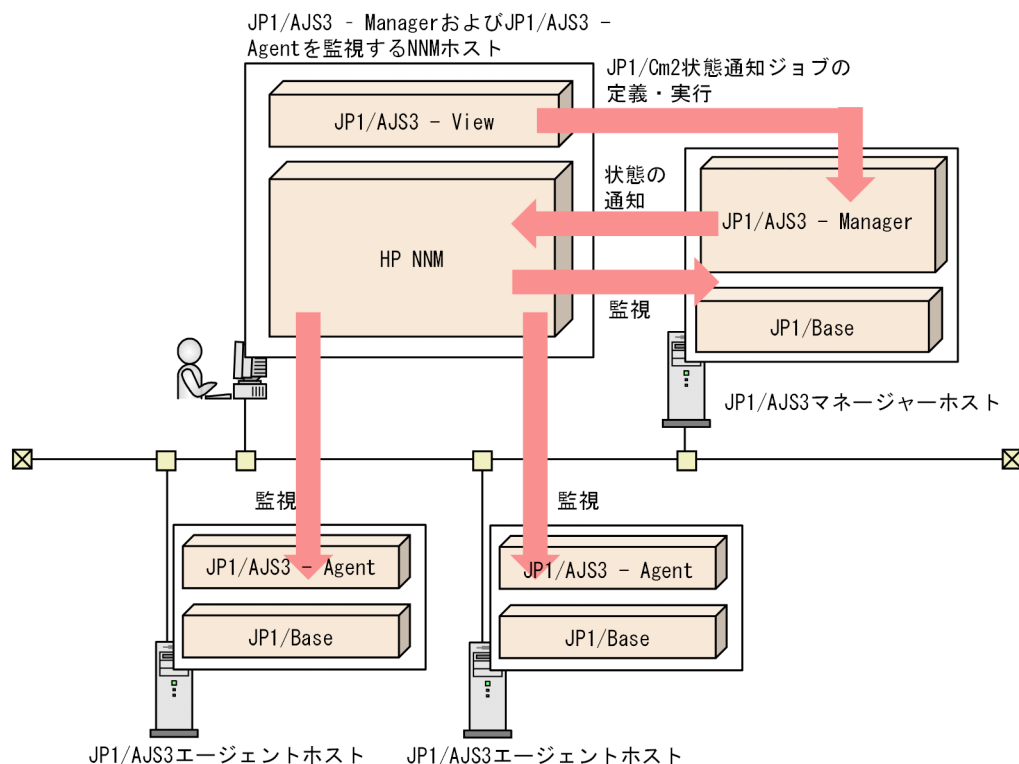 JP1/AJS3 - ManagerおよびJP1/AJS3 -
Agentを監視するNNMホスト
JP1/Cm2状態通知ジョブの
定義・実行
JP1/AJS3 - View
状態の
通知
JP1/AJS3 - Manager
HP NNM
監視
JP1/Base
JP1/AJS3マネージャーホスト
監視
監視
JP1/AJS3 - Agent
JP1/AJS3 - Agent
JP1/Base
JP1/Base
JP1/AJS3エージェントホスト
JP1/AJS3エージェントホスト